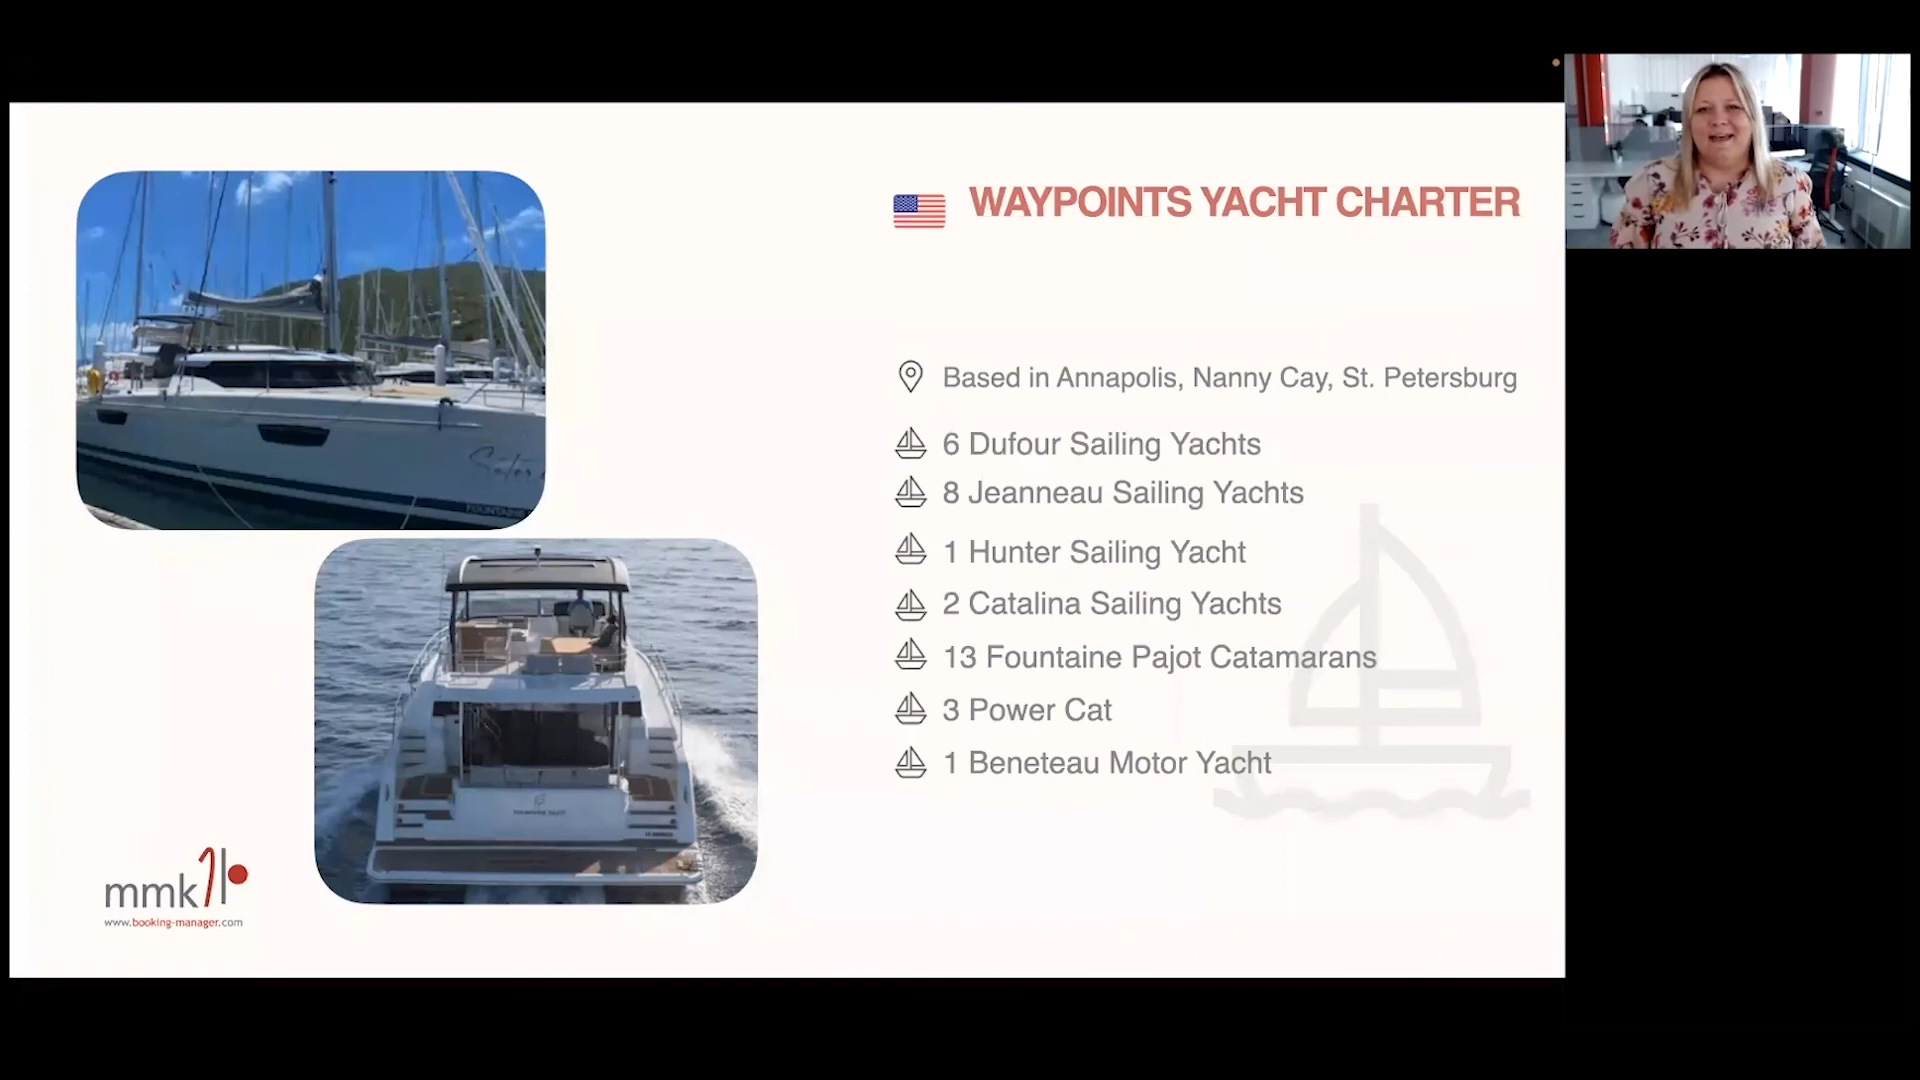 WAYPOINTS YACHT CHARTER
Based in Annapolis, Nanny Cay, St. Petersburg
6 Dufour Sailing Yachts
8 Jeanneau Sailing Yachts
1 Hunter Sailing Yacht
2 Catalina Sailing Yachts
13 Fountaine Pajot Catamarans
3 Power Cat
1 Beneteau Motor Yacht
FOUNTAINE
mmk
www.booking-manager.com